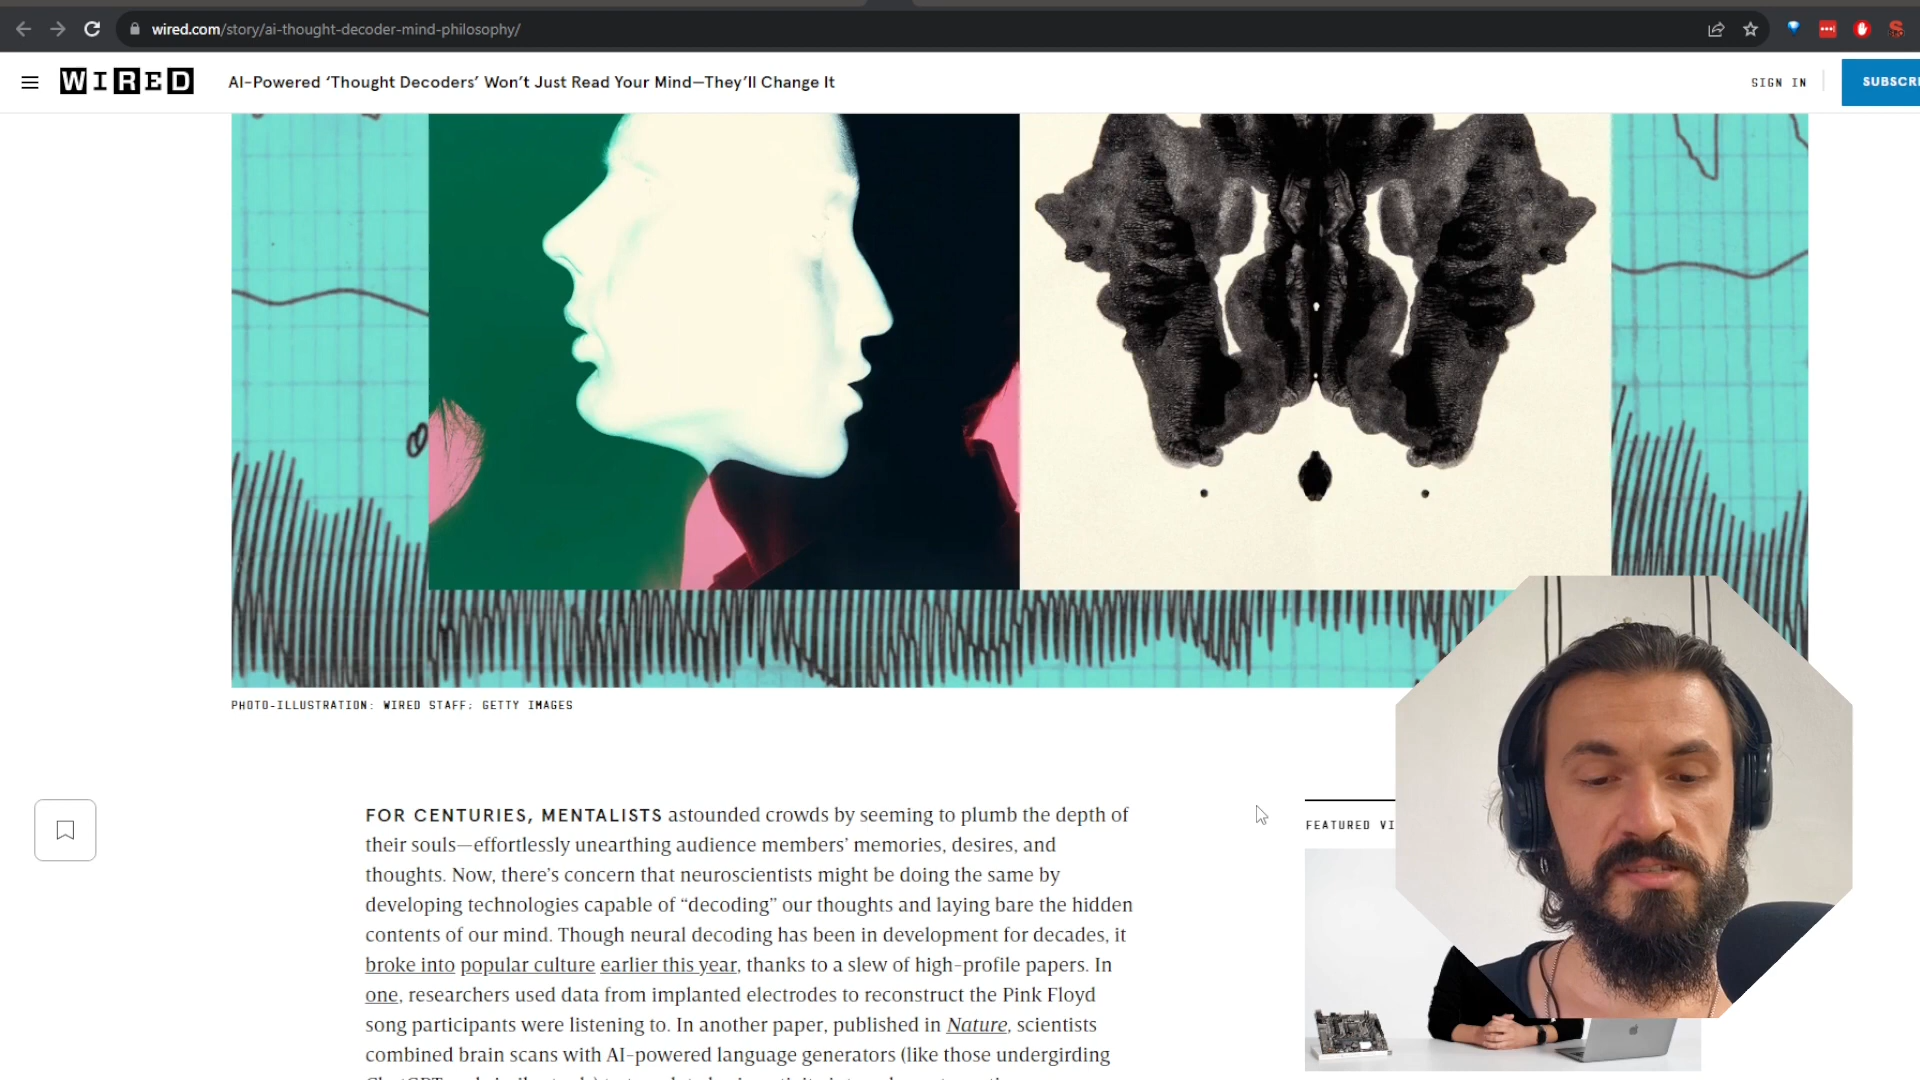 wired.com/story/ai-thought-decoder-mind-philosophy/
WIRED
AI-Powered ‘Thought Decoders’ Won’t Just Read Your Mind—They’ll Change It
SIGN IN
PHOTO-ILLUSTRATION: WIRED STAFF; GETTY IMAGES
FOR CENTURIES, MENTALISTS astounded crowds by seeming to plumb the depth of
their souls—effortlessly unearthing audience members’ memories, desires, and
thoughts. Now, there’s concern that neuroscientists might be doing the same by
developing technologies capable of “decoding” our thoughts and laying bare the hidden
contents of our mind. Though neural decoding has been in development for decades, it
broke into popular culture earlier this year, thanks to a slew of high-profile papers. In
one, researchers used data from implanted electrodes to reconstruct the Pink Floyd
song participants were listening to. In another paper, published in Nature, scientists
combined brain scans with AI-powered language generators (like those undergirding
FEATURED